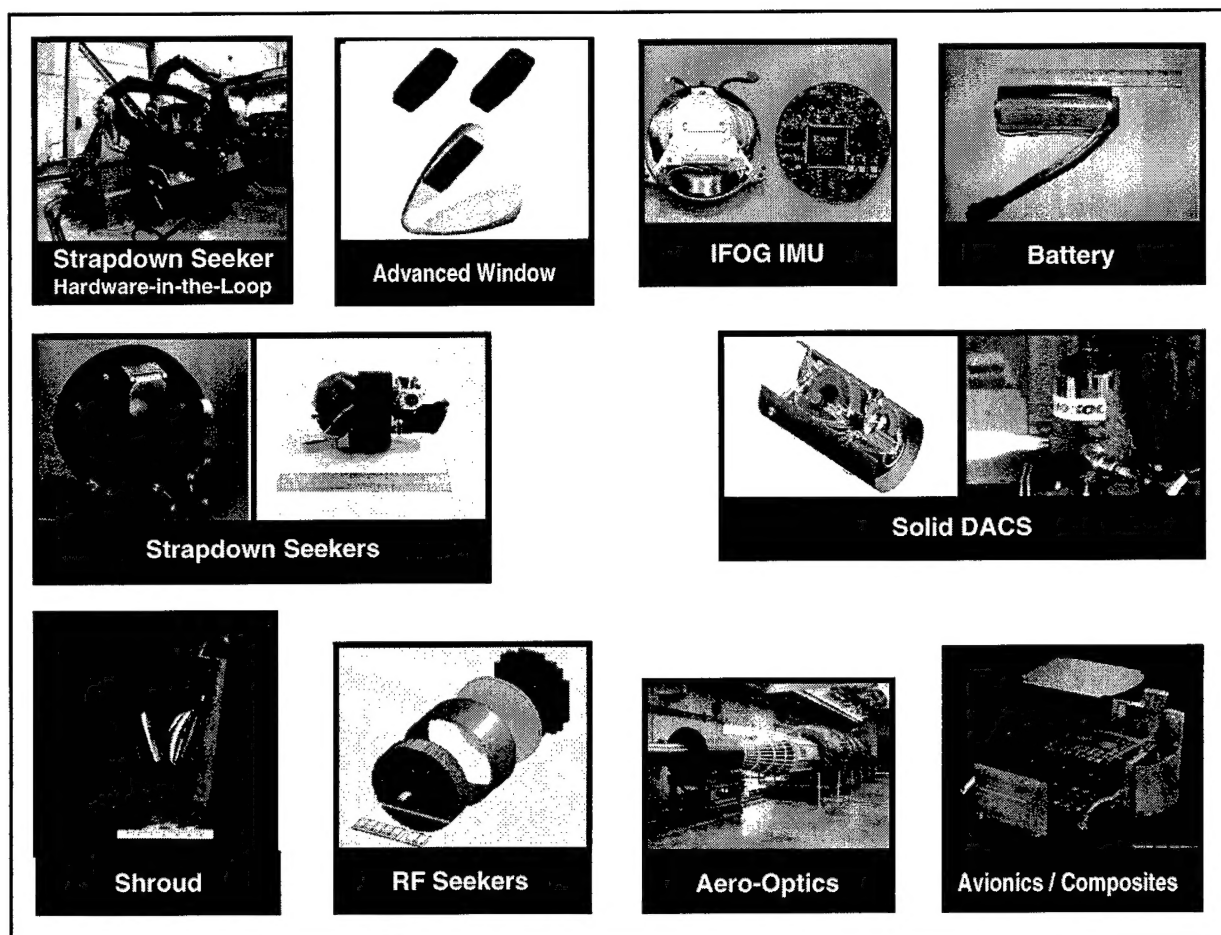 Strapdown Seeker
Hardware-in-the-Loop
Advanced Window
IFOG IMU
Battery
Strapdown Seekers
Solid DACS
Shroud
RF Seekers
Aero-Optics
Avionics / Composites